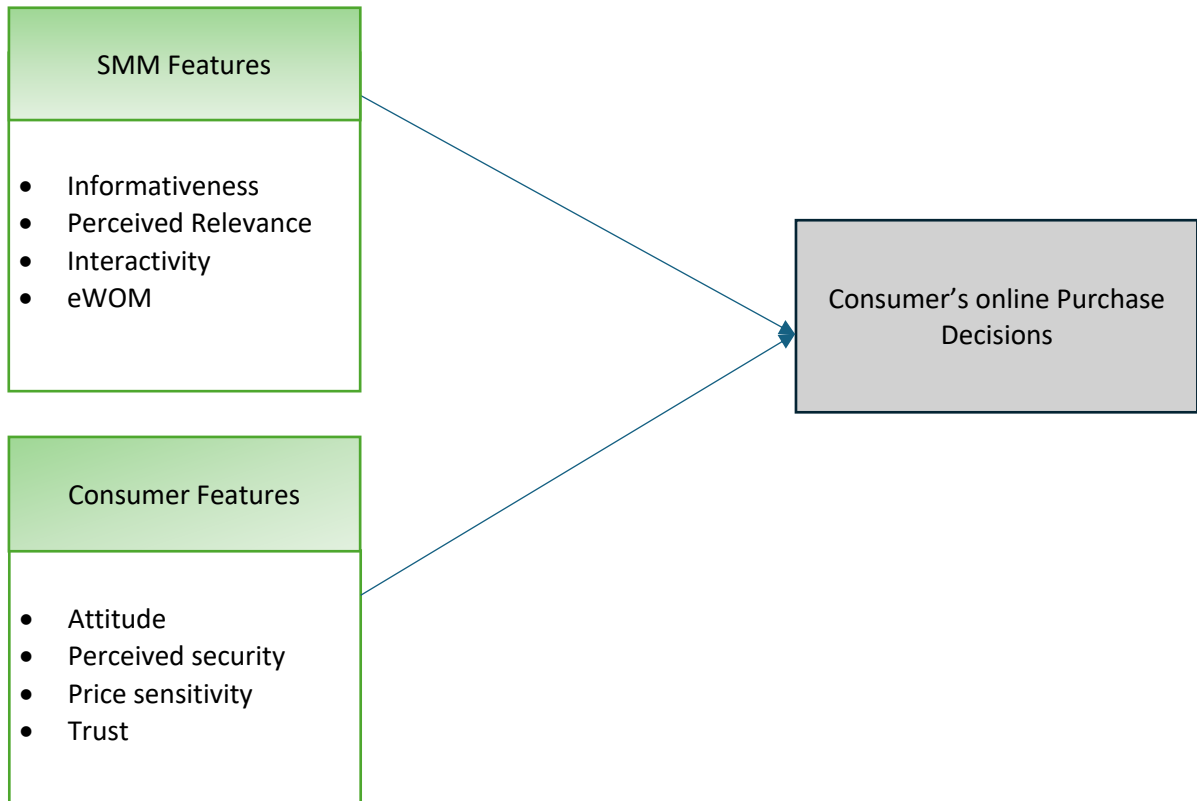 SMM Features
• Informativeness
• Perceived Relevance
• Interactivity
• eWOM
Consumer’s online Purchase
Decisions
Consumer Features
• Attitude
• Perceived security
• Price sensitivity
• Trust